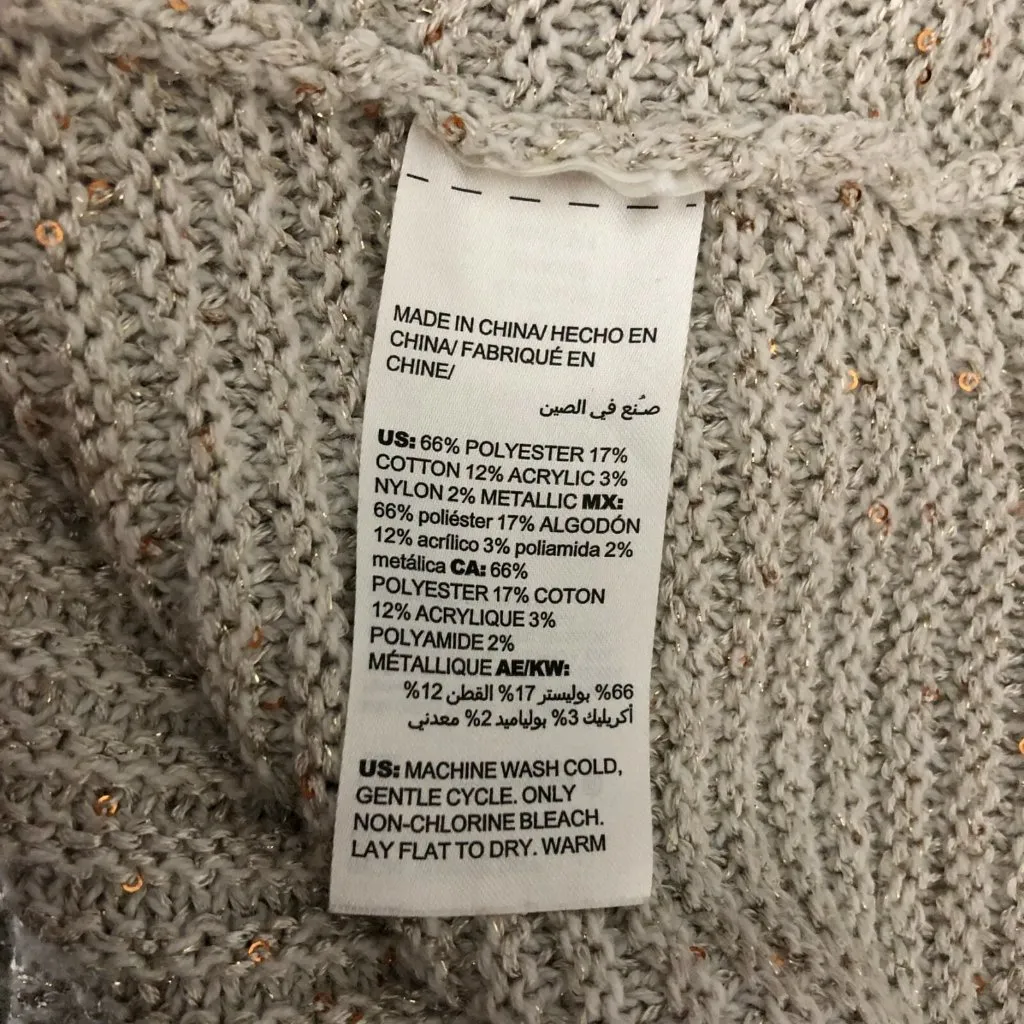 MADE IN CHINA/ HECHO EN
CHINA/ FABRIQUÉ EN
CHINE/
صُنع في الصين
US: 66% POLYESTER 17%
COTTON 12% ACRYLIC 3%
NYLON 2% METALLIC MX:
66% poliéster 17% ALGODÓN
12% acrílico 3% poliamida 2%
metálica CA: 66%
POLYESTER 17% COTON
12% ACRYLIQUE 3%
POLYAMIDE 2%
MÉTALLIQUE AE/KW:
66% بوليستر 17% القطن 12%
أكريليك 3% بولياميد 2% معدني
US: MACHINE WASH COLD,
GENTLE CYCLE. ONLY
NON-CHLORINE BLEACH.
LAY FLAT TO DRY. WARM